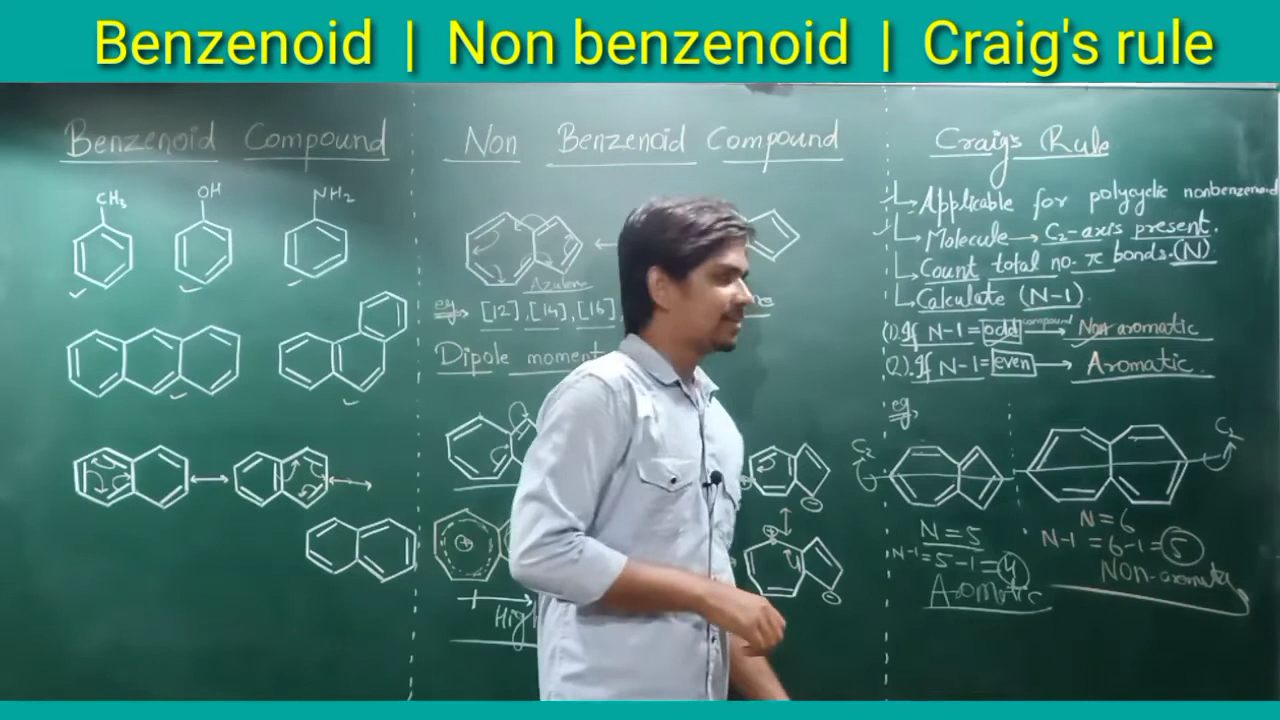 Benzenoid | Non benzenoid | Craig's rule
Benzenoid Compound
CH₃
OH
NH₂
Non Benzenoid Compound
Azulene
eg. [12], [14], [16]
Dipole moment
High
Craig's Rule
Applicable for polycyclic nonbenzenoid
Molecule → C₂-axis present.
Count total no. π bonds.(N)
Calculate (N-1)
(1). If N-1 = odd compound → Non aromatic
(2). If N-1 = even → Aromatic.
eg.
C₂
N=5
N-1=5-1=4
Aromatic
C₂
N=6
N-1=6-1=5